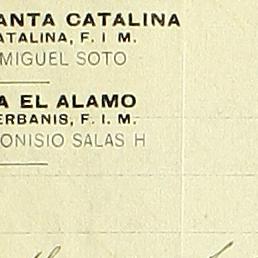 ANTA CATALINA
ATALINA, F. I M.
MIGUEL SOTO
A EL ALAMO
ERBANIS, F. I. M.
ONISIO SALAS H